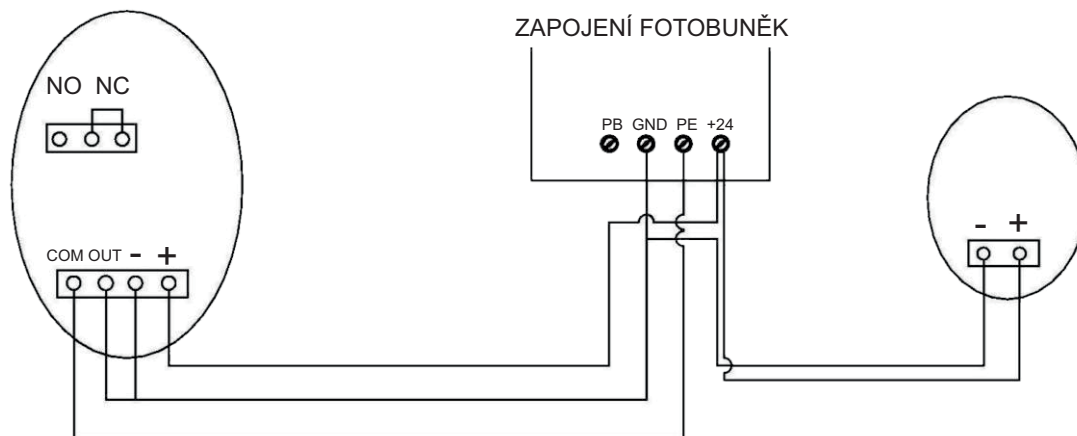 ZAPOJENÍ FOTOBUNĚK
NO NC
PB GND PE +24
COM OUT - +
- +